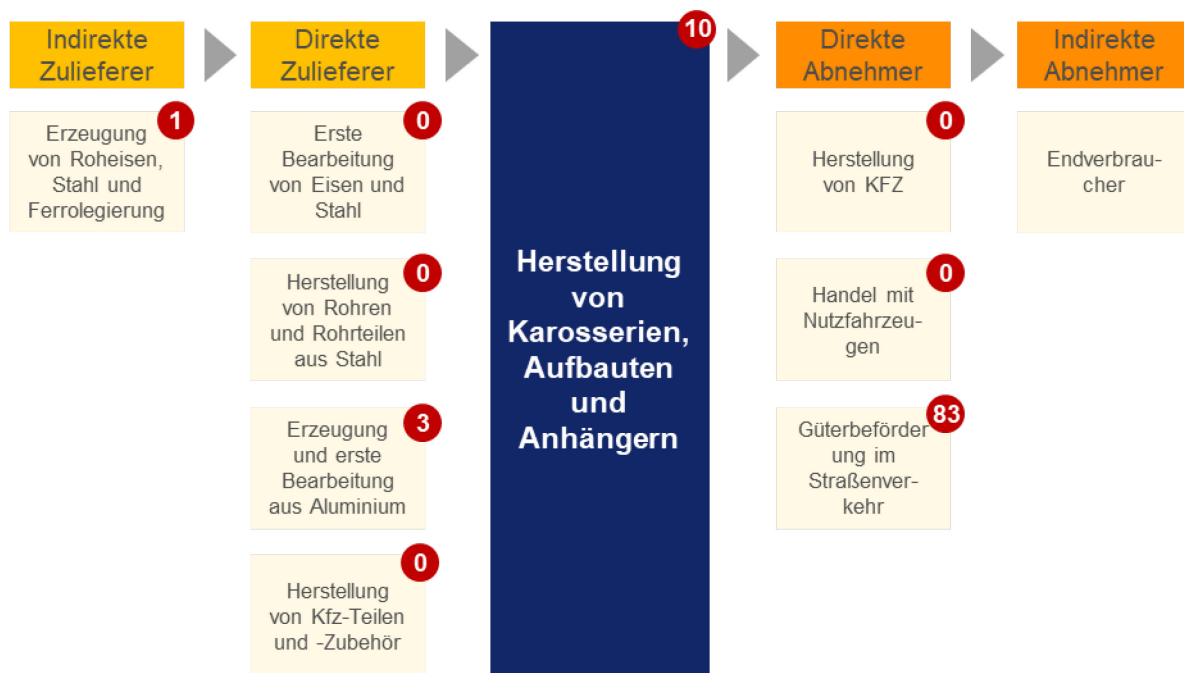 Indirekte
Zulieferer
Direkte
Zulieferer
10
Direkte
Abnehmer
Indirekte
Abnehmer
1
Erzeugung
von Roheisen,
Stahl und
Ferrolegierung
0
Erste
Bearbeitung
von Eisen und
Stahl
0
Herstellung
von Rohren
und Rohrteilen
aus Stahl
3
Erzeugung
und erste
Bearbeitung
aus Aluminium
0
Herstellung
von Kfz-Teilen
und -Zubehör
Herstellung
von
Karosserien,
Aufbauten
und
Anhängern
0
Herstellung
von KFZ
0
Handel mit
Nutzfahrzeu-
gen
83
Güterbeförder
ung im
Straßenver-
kehr
Endverbrau-
cher